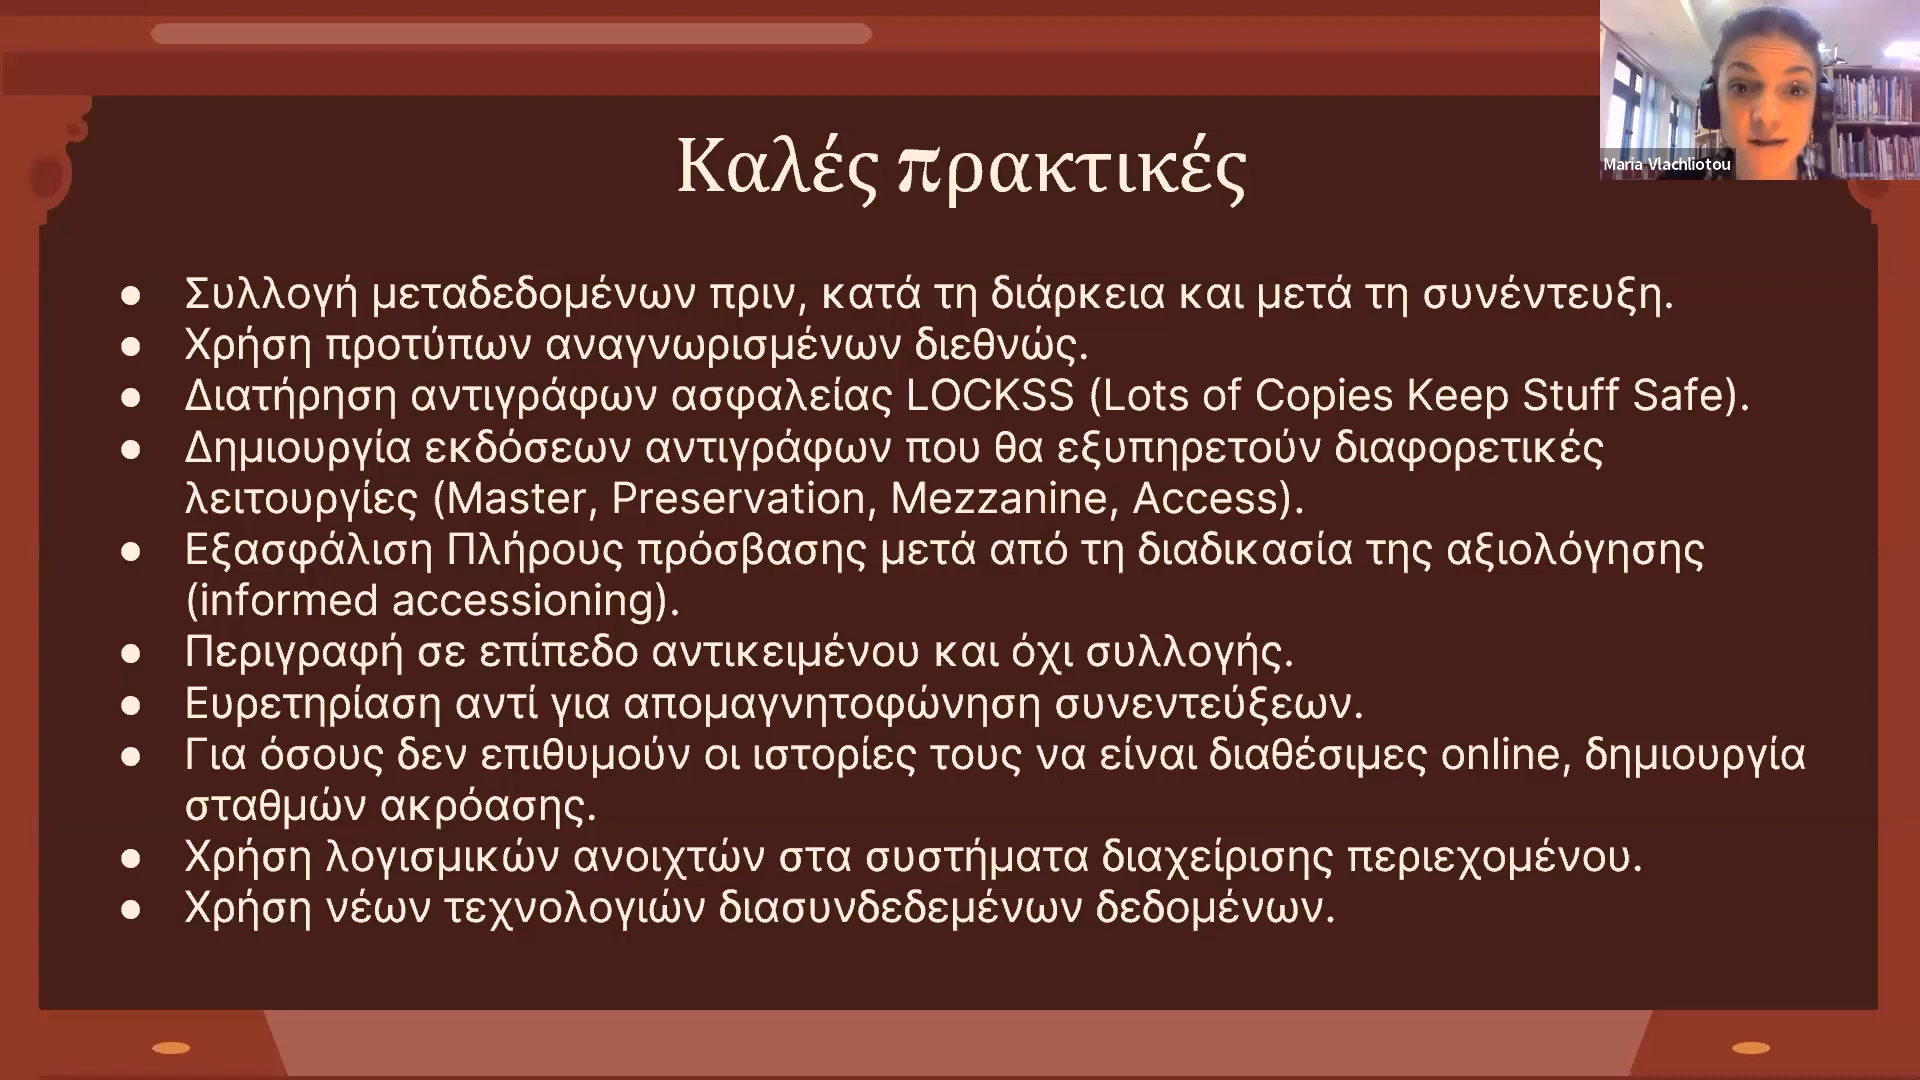 Καλές πρακτικές
Maria Vlachliotou
● Συλλογή μεταδεδομένων πριν, κατά τη διάρκεια και μετά τη συνέντευξη.
● Χρήση προτύπων αναγνωρισμένων διεθνώς.
● Διατήρηση αντιγράφων ασφαλείας LOCKSS (Lots of Copies Keep Stuff Safe).
● Δημιουργία εκδόσεων αντιγράφων που θα εξυπηρετούν διαφορετικές
λειτουργίες (Master, Preservation, Mezzanine, Access).
● Εξασφάλιση Πλήρους πρόσβασης μετά από τη διαδικασία της αξιολόγησης
(informed accessioning).
● Περιγραφή σε επίπεδο αντικειμένου και όχι συλλογής.
● Ευρετηρίαση αντί για απομαγνητοφώνηση συνεντεύξεων.
● Για όσους δεν επιθυμούν οι ιστορίες τους να είναι διαθέσιμες online, δημιουργία
σταθμών ακρόασης.
● Χρήση λογισμικών ανοιχτών στα συστήματα διαχείρισης περιεχομένου.
● Χρήση νέων τεχνολογιών διασυνδεδεμένων δεδομένων.